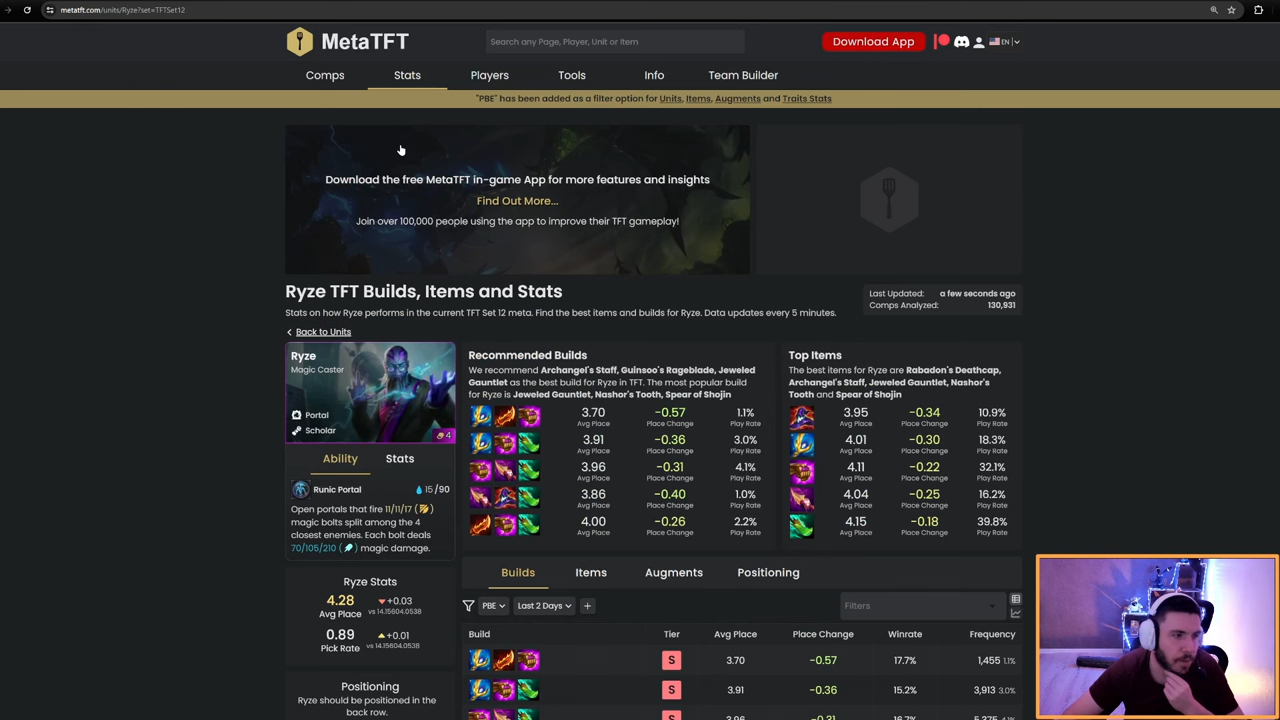 metatft.com/units/Ryze?set=TFTSet12
MetaTFT
Search any Page, Player, Unit or Item
Download App
EN
Comps Stats Players Tools Info Team Builder
"PBE" has been added as a filter option for Units, Items, Augments and Traits Stats
Download the free MetaTFT in-game App for more features and insights
Find Out More...
Join over 100,000 people using the app to improve their TFT gameplay!
Ryze TFT Builds, Items and Stats
Last Updated: a few seconds ago
Comps Analyzed: 130,931
Stats on how Ryze performs in the current TFT Set 12 meta. Find the best items and builds for Ryze. Data updates every 5 minutes.
Back to Units
Ryze
Magic Caster
Portal
Scholar
4
Ability Stats
Runic Portal 15/90
Open portals that fire 11/11/17 ( )
magic bolts split among the 4
closest enemies. Each bolt deals
70/105/210 ( ) magic damage.
Ryze Stats
4.28 +0.03
Avg Place vs 14.15604.0538
0.89 +0.01
Pick Rate vs 14.15604.0538
Positioning
Ryze should be positioned in the
back row.
Recommended Builds
We recommend Archangel's Staff, Guinsoo's Rageblade, Jeweled
Gauntlet as the best build for Ryze in TFT. The most popular build
for Ryze is Jeweled Gauntlet, Nashor's Tooth, Spear of Shojin
3.70 -0.57 1.1%
Avg Place Place Change Play Rate
3.91 -0.36 3.0%
Avg Place Place Change Play Rate
3.96 -0.31 4.1%
Avg Place Place Change Play Rate
3.86 -0.40 1.0%
Avg Place Place Change Play Rate
4.00 -0.26 2.2%
Avg Place Place Change Play Rate
Top Items
The best items for Ryze are Rabadon's Deathcap,
Archangel's Staff, Jeweled Gauntlet, Nashor's
Tooth and Spear of Shojin
3.95 -0.34 10.9%
Avg Place Place Change Play Rate
4.01 -0.30 18.3%
Avg Place Place Change Play Rate
4.11 -0.22 32.1%
Avg Place Place Change Play Rate
4.04 -0.25 16.2%
Avg Place Place Change Play Rate
4.15 -0.18 39.8%
Avg Place Place Change Play Rate
Builds Items Augments Positioning
PBE Last 2 Days + Filters
Build Tier Avg Place Place Change Winrate Frequency
S 3.70 -0.57 17.7% 1,455 1.1%
S 3.91 -0.36 15.2% 3,913 3.0%